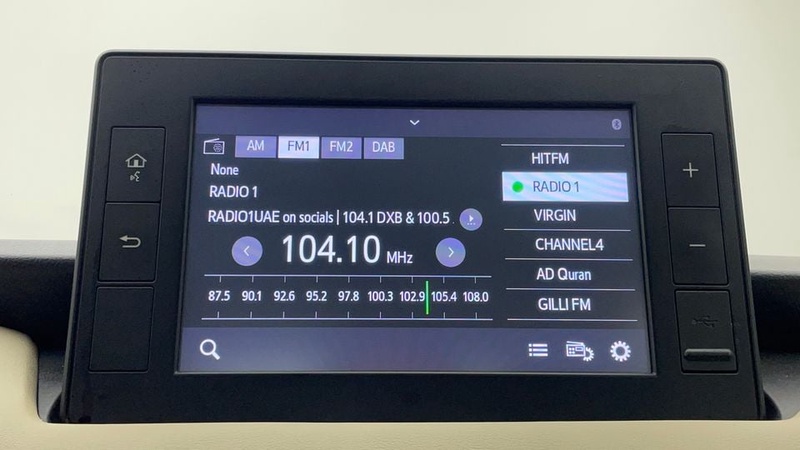 AM FM1 FM2 DAB
None
RADIO 1
RADIO1UAE on socials | 104.1 DXB & 100.5
104.10 MHz
87.5 90.1 92.6 95.2 97.8 100.3 102.9 105.4 108.0
HITFM
RADIO 1
VIRGIN
CHANNEL4
AD Quran
GILLI FM